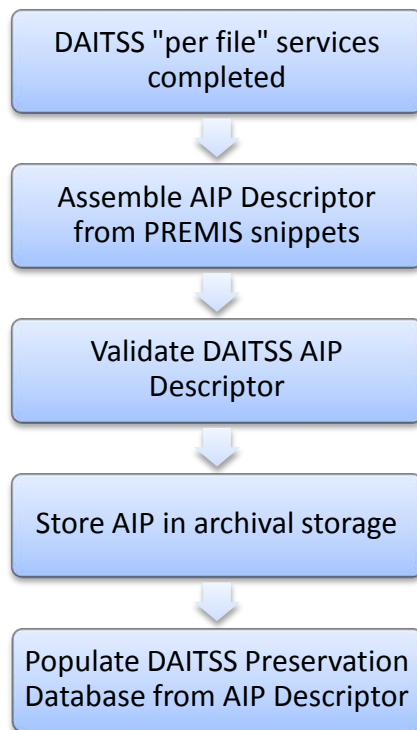 DAITSS "per file" services
completed
Assemble AIP Descriptor
from PREMIS snippets
Validate DAITSS AIP
Descriptor
Store AIP in archival storage
Populate DAITSS Preservation
Database from AIP Descriptor